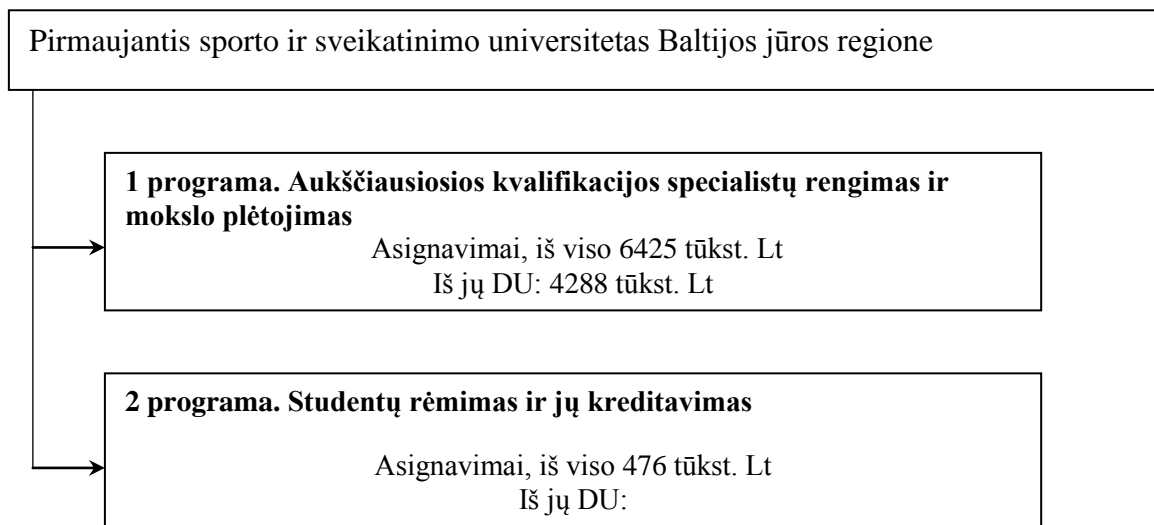 Pirmaujantis sporto ir sveikatinimo universitetas Baltijos jūros regione
1 programa. Aukščiausiosios kvalifikacijos specialistų rengimas ir
mokslo plėtojimas
Asignavimai, iš viso 6425 tūkst. Lt
Iš jų DU: 4288 tūkst. Lt
2 programa. Studentų rėmimas ir jų kreditavimas
Asignavimai, iš viso 476 tūkst. Lt
Iš jų DU: